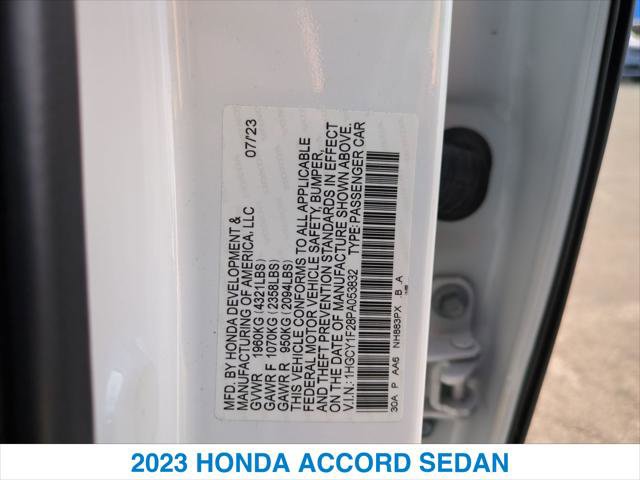 MFD. BY HONDA DEVELOPMENT &
MANUFACTURING OF AMERICA, LLC 07/23
GVWR 1960KG (4321LBS)
GAWR F 1070KG (2358LBS)
GAWR R 950KG (2094LBS)
THIS VEHICLE CONFORMS TO ALL APPLICABLE
FEDERAL MOTOR VEHICLE SAFETY, BUMPER,
AND THEFT PREVENTION STANDARDS IN EFFECT
ON THE DATE OF MANUFACTURE SHOWN ABOVE.
V.I.N.: 1HGCY1F28PA053832 TYPE:PASSENGER CAR
30A P AA6 NH883PX B A
2023 HONDA ACCORD SEDAN